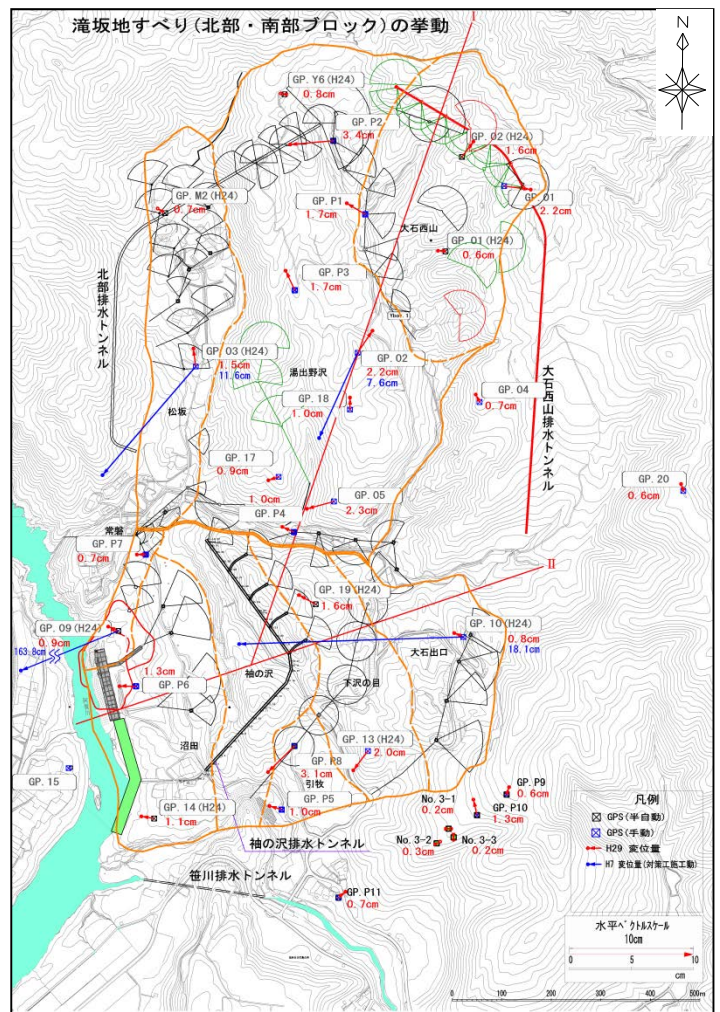 滝坂地すべり(北部・南部ブロック)の挙動
N
I
GP. Y6(H24)
0.8cm
GP. P2
3.4cm
GP. O2(H24)
1.6cm
GP. M2(H24)
0.7cm
GP. P1
1.7cm
GP. O1
2.2cm
大石西山
GP. O1(H24)
0.6cm
GP. P3
1.7cm
北部排水トンネル
GP. 03(H24)
1.5cm
11.6cm
湯出野沢
GP. 02
2.2cm
7.6cm
大石西山排水トンネル
松坂
GP. 18
1.0cm
GP. 04
0.7cm
GP. 17
0.9cm
GP. 20
0.6cm
1.0cm
GP. P4
GP. 05
2.3cm
常磐
GP. P7
0.7cm
II
GP. 19(H24)
1.6cm
GP. 09(H24)
0.9cm
163.8cm
GP. 10(H24)
0.8cm
18.1cm
大石出口
1.3cm
GP. P6
袖の沢
下沢の目
沼田
GP. 13(H24)
2.0cm
GP. P8
3.1cm
引牧
GP. 15
GP. 14(H24)
1.1cm
GP. P5
1.0cm
GP. P9
0.6cm
No. 3-1
0.2cm
GP. P10
1.3cm
No. 3-2
0.3cm
No. 3-3
0.2cm
袖の沢排水トンネル
笹川排水トンネル
GP. P11
0.7cm
凡例
GPS(半自動)
GPS(手動)
H29 変位量
H7 変位量(対策工施工動)
水平ベクトルスケール
10cm
0 5 10
cm
0 100 200 300 400 500m